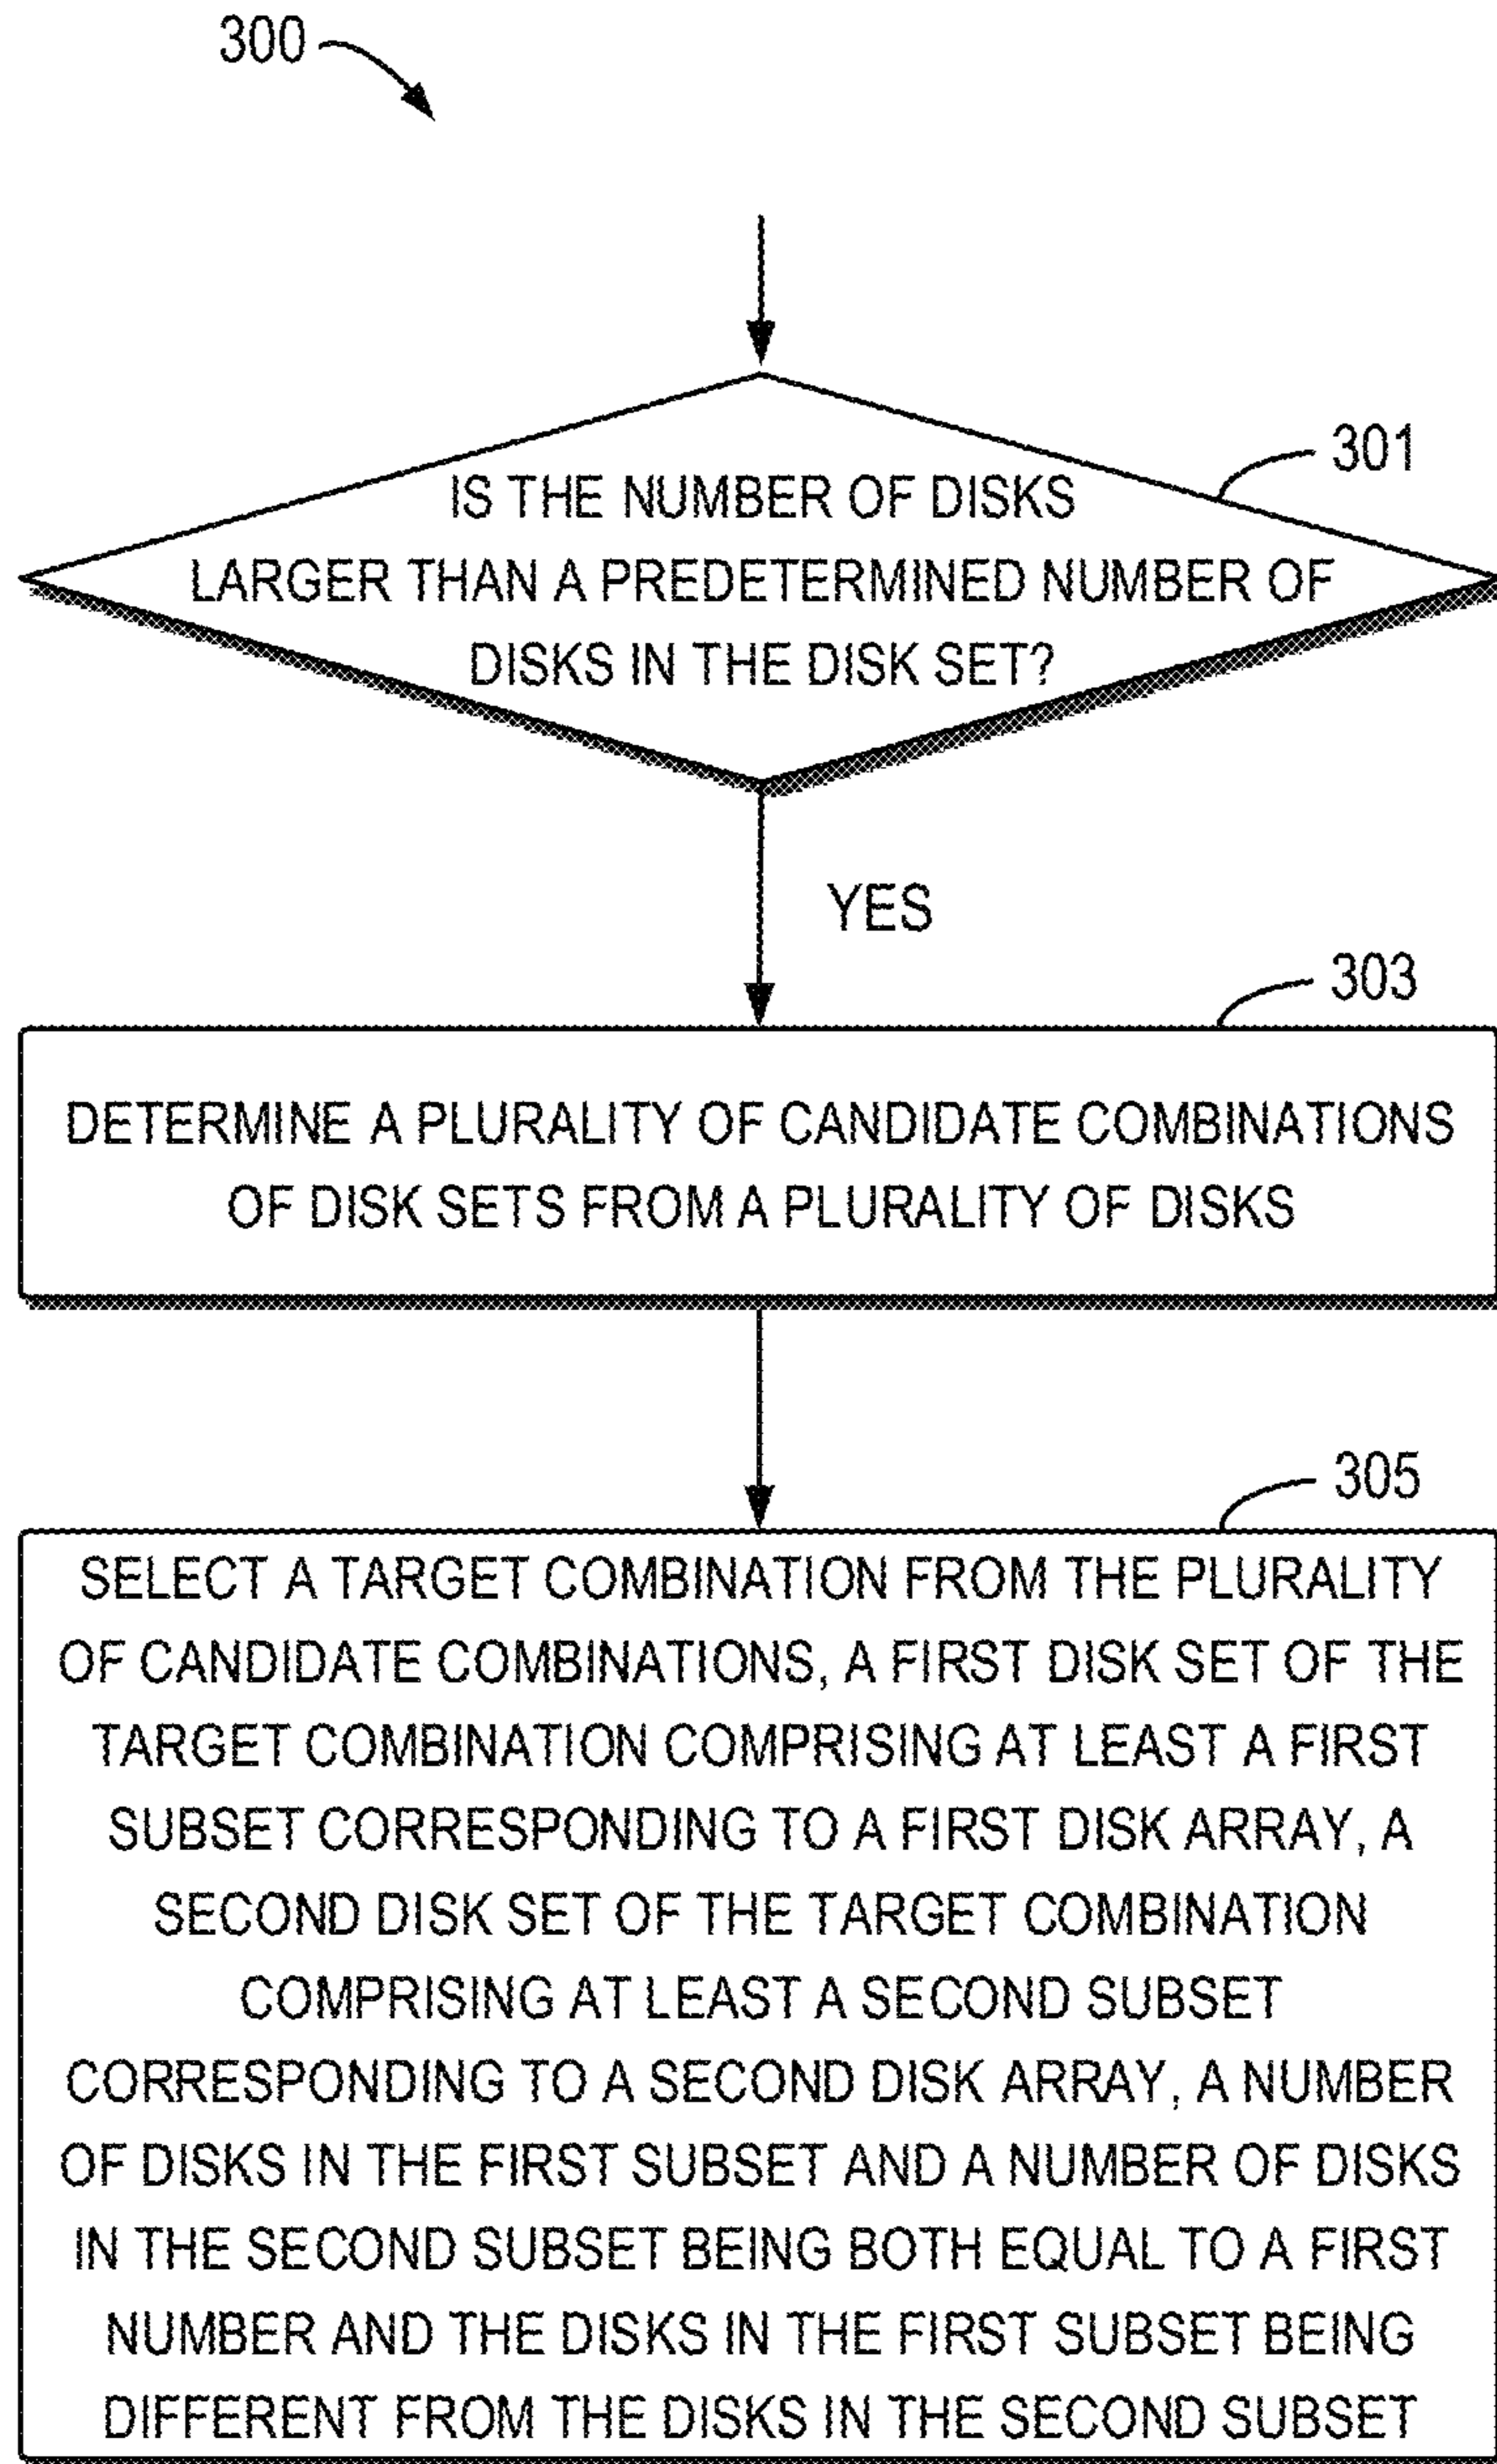 300
301
IS THE NUMBER OF DISKS
LARGER THAN A PREDETERMINED NUMBER OF
DISKS IN THE DISK SET?
YES
303
DETERMINE A PLURALITY OF CANDIDATE COMBINATIONS
OF DISK SETS FROM A PLURALITY OF DISKS
305
SELECT A TARGET COMBINATION FROM THE PLURALITY
OF CANDIDATE COMBINATIONS, A FIRST DISK SET OF THE
TARGET COMBINATION COMPRISING AT LEAST A FIRST
SUBSET CORRESPONDING TO A FIRST DISK ARRAY, A
SECOND DISK SET OF THE TARGET COMBINATION
COMPRISING AT LEAST A SECOND SUBSET
CORRESPONDING TO A SECOND DISK ARRAY, A NUMBER
OF DISKS IN THE FIRST SUBSET AND A NUMBER OF DISKS
IN THE SECOND SUBSET BEING BOTH EQUAL TO A FIRST
NUMBER AND THE DISKS IN THE FIRST SUBSET BEING
DIFFERENT FROM THE DISKS IN THE SECOND SUBSET